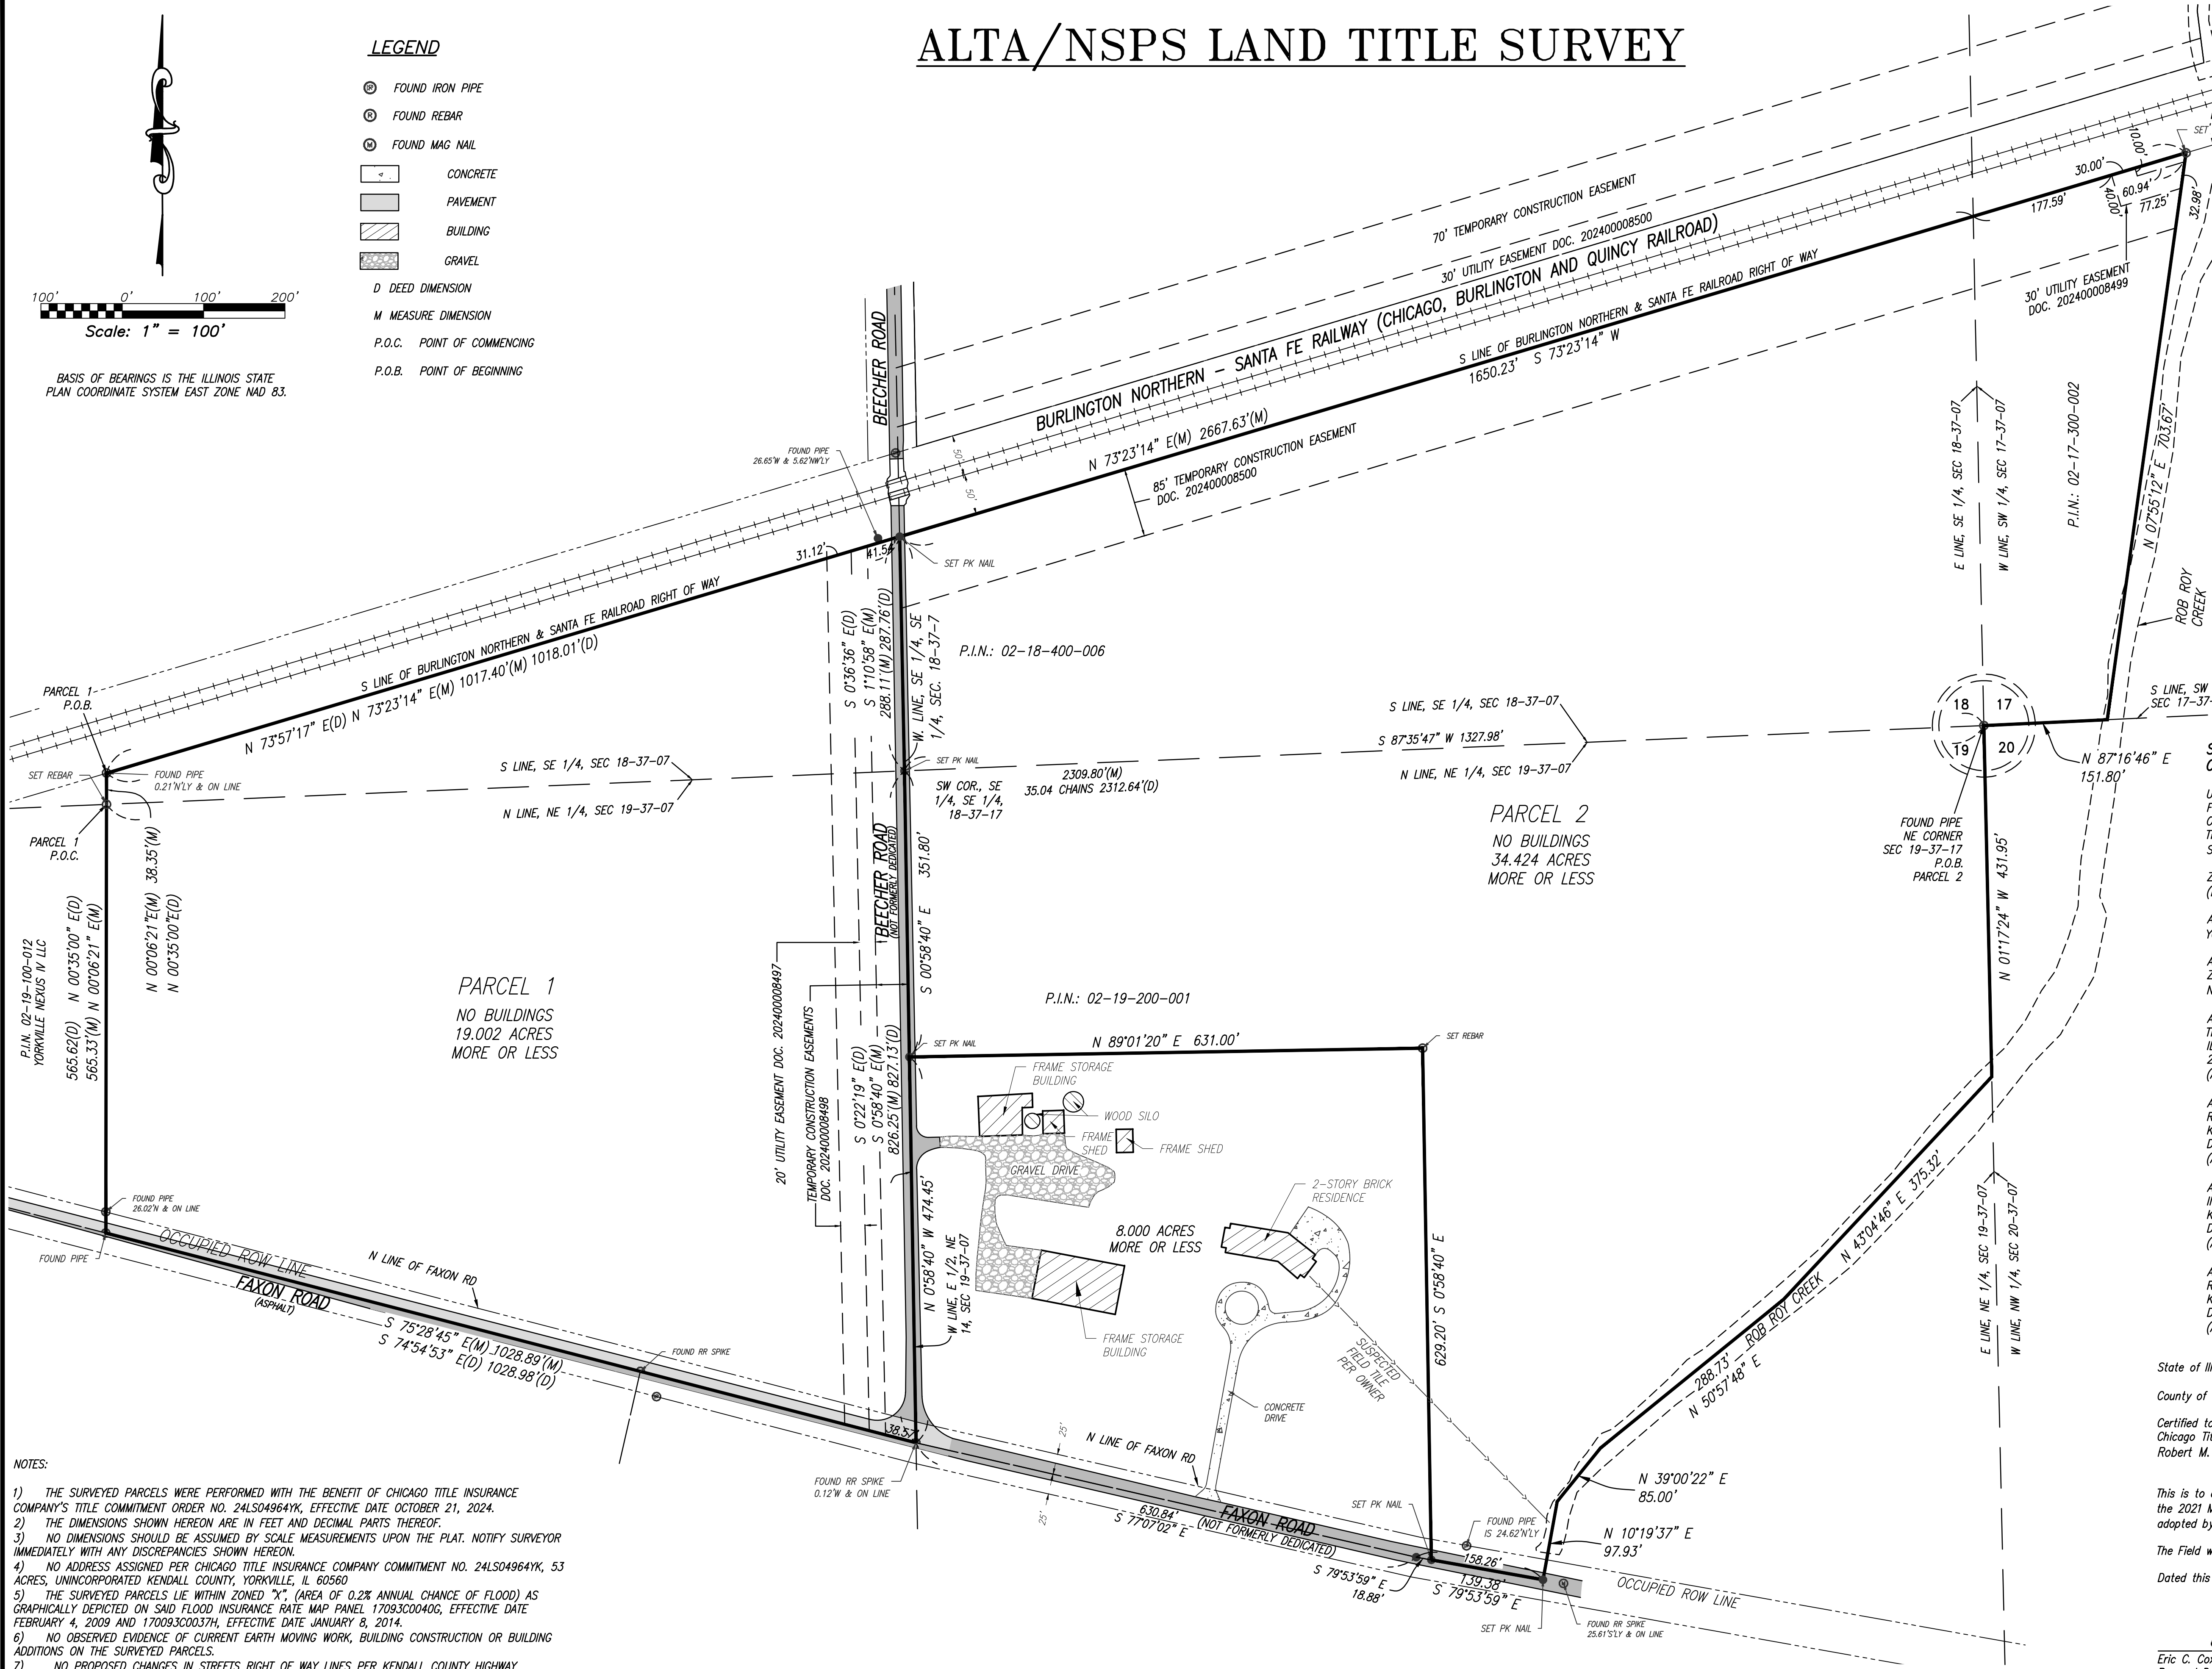 ALTA/NSPS LAND TITLE SURVEY
LEGEND
FOUND IRON PIPE
FOUND REBAR
FOUND MAG NAIL
CONCRETE
PAVEMENT
BUILDING
GRAVEL
D DEED DIMENSION
M MEASURE DIMENSION
P.O.C. POINT OF COMMENCING
P.O.B. POINT OF BEGINNING
100' 0' 100' 200'
Scale: 1" = 100'
BASIS OF BEARINGS IS THE ILLINOIS STATE
PLAN COORDINATE SYSTEM EAST ZONE NAD 83.
BEECHER ROAD
70' TEMPORARY CONSTRUCTION EASEMENT
30' UTILITY EASEMENT DOC. 202400008500
BURLINGTON NORTHERN - SANTA FE RAILWAY (CHICAGO, BURLINGTON AND QUINCY RAILROAD)
S LINE OF BURLINGTON NORTHERN & SANTA FE RAILROAD RIGHT OF WAY
1650.23' S 73°23'14" W
N 73°23'14" E(M) 2667.63'(M)
85' TEMPORARY CONSTRUCTION EASEMENT
DOC. 202400008500
50'
50'
177.59'
30.00'
10.00'
40.00'
60.94'
77.25'
32.98'
SET
30' UTILITY EASEMENT
DOC. 202400008499
E LINE, SE 1/4, SEC 18-37-07
W LINE, SW 1/4, SEC 17-37-07
P.I.N.: 02-17-300-002
N 07°55'12" E 703.67'
ROB ROY
CREEK
FOUND PIPE
26.65'W & 5.62'NW'LY
31.12'
41.54'
SET PK NAIL
S LINE OF BURLINGTON NORTHERN & SANTA FE RAILROAD RIGHT OF WAY
N 73°57'17" E(D) N 73°23'14" E(M) 1017.40'(M) 1018.01'(D)
S 0°36'36" E(D)
S 1°10'58" E(M)
288.11'(M) 287.76'(D)
W. LINE, SE 1/4, SE
1/4, SEC. 18-37-7
P.I.N.: 02-18-400-006
PARCEL 1
P.O.B.
SET REBAR
FOUND PIPE
0.21'N'LY & ON LINE
PARCEL 1
P.O.C.
S LINE, SE 1/4, SEC 18-37-07
N LINE, NE 1/4, SEC 19-37-07
SET PK NAIL
SW COR., SE
1/4, SE 1/4,
18-37-17
2309.80'(M)
35.04 CHAINS 2312.64'(D)
S LINE, SE 1/4, SEC 18-37-07
S 87°35'47" W 1327.98'
N LINE, NE 1/4, SEC 19-37-07
18 17
19 20
S LINE, SW
SEC 17-37-
N 87°16'46" E
151.80'
FOUND PIPE
NE CORNER
SEC 19-37-17
P.O.B.
PARCEL 2
PARCEL 2
NO BUILDINGS
34.424 ACRES
MORE OR LESS
N 01°17'24" W 431.95'
P.I.N. 02-19-100-012
YORKVILLE NEXUS IV LLC
565.62(D) N 00°35'00" E(D)
565.33'(M) N 00°06'21" E(M)
N 00°06'21"E(M) 38.35'(M)
N 00°35'00"E(D)
PARCEL 1
NO BUILDINGS
19.002 ACRES
MORE OR LESS
BEECHER ROAD
(NOT FORMERLY DEDICATED)
S 00°58'40" E 351.80'
20' UTILITY EASEMENT DOC. 202400008497
TEMPORARY CONSTRUCTION EASEMENTS
DOC. 202400008498
S 0°22'19" E(D)
S 0°58'40" E(M)
826.25'(M) 827.13'(D)
P.I.N.: 02-19-200-001
SET PK NAIL
N 89°01'20" E 631.00'
SET REBAR
FRAME STORAGE
BUILDING
WOOD SILO
FRAME
SHED
FRAME SHED
GRAVEL DRIVE
2-STORY BRICK
RESIDENCE
8.000 ACRES
MORE OR LESS
FRAME STORAGE
BUILDING
CONCRETE
DRIVE
SUSPECTED
FIELD TILE
PER OWNER
629.20' S 0°58'40" E
N 0°58'40" W 474.45'
W LINE, E 1/2, NE
14, SEC 19-37-07
N 43°04'46" E 375.32'
ROB ROY CREEK
288.73'
N 50°57'48" E
E LINE, NE 1/4, SEC 19-37-07
W LINE, NW 1/4, SEC 20-37-07
N 39°00'22" E
85.00'
N 10°19'37" E
97.93'
FOUND PIPE
26.02'N & ON LINE
FOUND PIPE
OCCUPIED ROW LINE
FAXON ROAD
(ASPHALT)
N LINE OF FAXON RD
S 75°28'45" E(M) 1028.89'(M)
S 74°54'53" E(D) 1028.98'(D)
FOUND RR SPIKE
38.57'
FOUND RR SPIKE
0.12'W & ON LINE
25'
25'
N LINE OF FAXON RD
630.84'
S 77°07'02" E
FAXON ROAD
(NOT FORMERLY DEDICATED)
SET PK NAIL
FOUND PIPE
IS 24.62'N'LY
158.26'
139.38'
S 79°53'59" E
S 79°53'59" E
18.88'
OCCUPIED ROW LINE
SET PK NAIL
FOUND RR SPIKE
25.61'S'LY & ON LINE
NOTES:
1) THE SURVEYED PARCELS WERE PERFORMED WITH THE BENEFIT OF CHICAGO TITLE INSURANCE
COMPANY'S TITLE COMMITMENT ORDER NO. 24LS04964YK, EFFECTIVE DATE OCTOBER 21, 2024.
2) THE DIMENSIONS SHOWN HEREON ARE IN FEET AND DECIMAL PARTS THEREOF.
3) NO DIMENSIONS SHOULD BE ASSUMED BY SCALE MEASUREMENTS UPON THE PLAT. NOTIFY SURVEYOR
IMMEDIATELY WITH ANY DISCREPANCIES SHOWN HEREON.
4) NO ADDRESS ASSIGNED PER CHICAGO TITLE INSURANCE COMPANY COMMITMENT NO. 24LS04964YK, 53
ACRES, UNINCORPORATED KENDALL COUNTY, YORKVILLE, IL 60560
5) THE SURVEYED PARCELS LIE WITHIN ZONED "X", (AREA OF 0.2% ANNUAL CHANCE OF FLOOD) AS
GRAPHICALLY DEPICTED ON SAID FLOOD INSURANCE RATE MAP PANEL 17093C0040G, EFFECTIVE DATE
FEBRUARY 4, 2009 AND 170093C0037H, EFFECTIVE DATE JANUARY 8, 2014.
6) NO OBSERVED EVIDENCE OF CURRENT EARTH MOVING WORK, BUILDING CONSTRUCTION OR BUILDING
ADDITIONS ON THE SURVEYED PARCELS.
7) NO PROPOSED CHANGES IN STREETS RIGHT OF WAY LINES PER KENDALL COUNTY HIGHWAY
State of Ill
County of
Certified to
Chicago Tit
Robert M.
This is to
the 2021 M
adopted by
The Field w
Dated this
Eric C. Cox